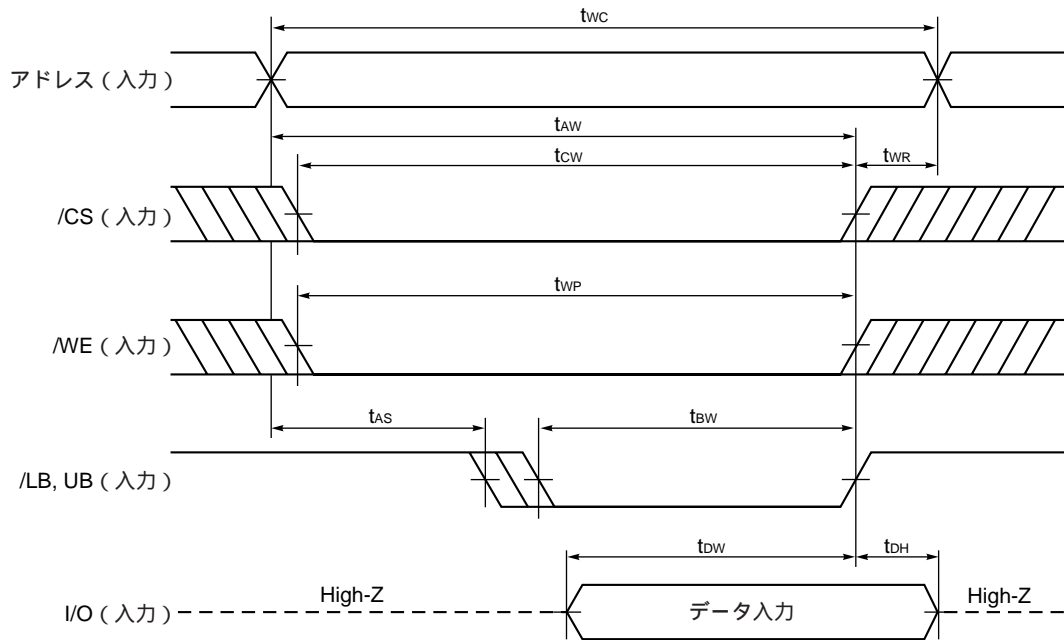 tWC
アドレス（入力）
tAW
tCW
tWR
/CS（入力）
tWP
/WE（入力）
tAS
tBW
/LB, UB（入力）
tDW
tDH
I/O（入力）
High-Z
データ入力
High-Z